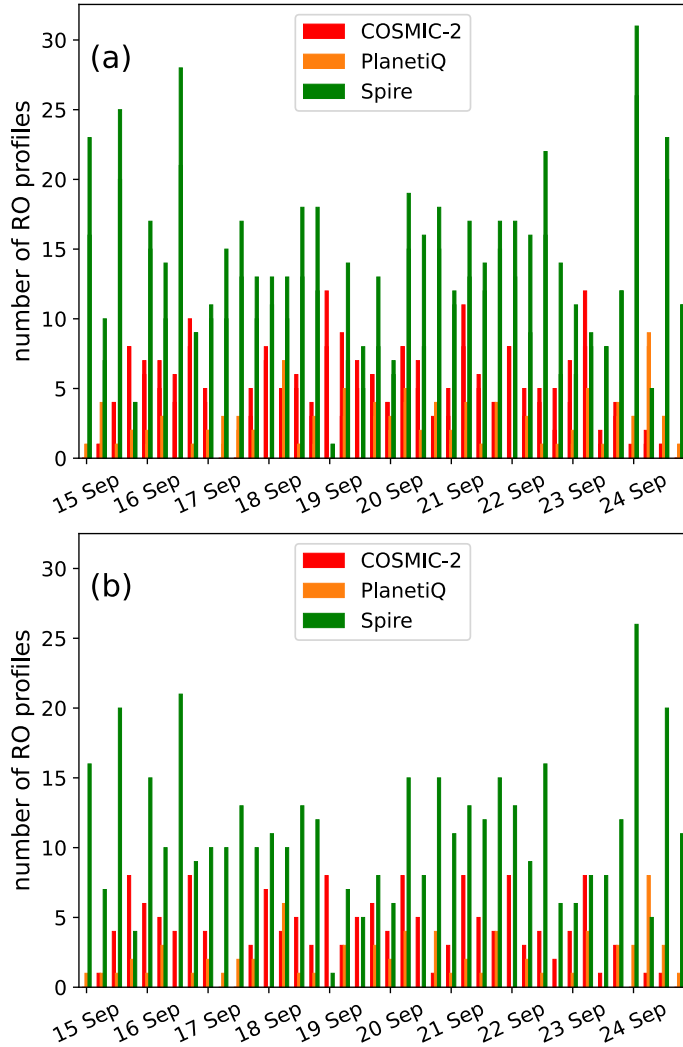 (a)
COSMIC-2
PlanetiQ
Spire
number of RO profiles
30
25
20
15
10
5
0
15 Sep
16 Sep
17 Sep
18 Sep
19 Sep
20 Sep
21 Sep
22 Sep
23 Sep
24 Sep
(b)
COSMIC-2
PlanetiQ
Spire
number of RO profiles
30
25
20
15
10
5
0
15 Sep
16 Sep
17 Sep
18 Sep
19 Sep
20 Sep
21 Sep
22 Sep
23 Sep
24 Sep